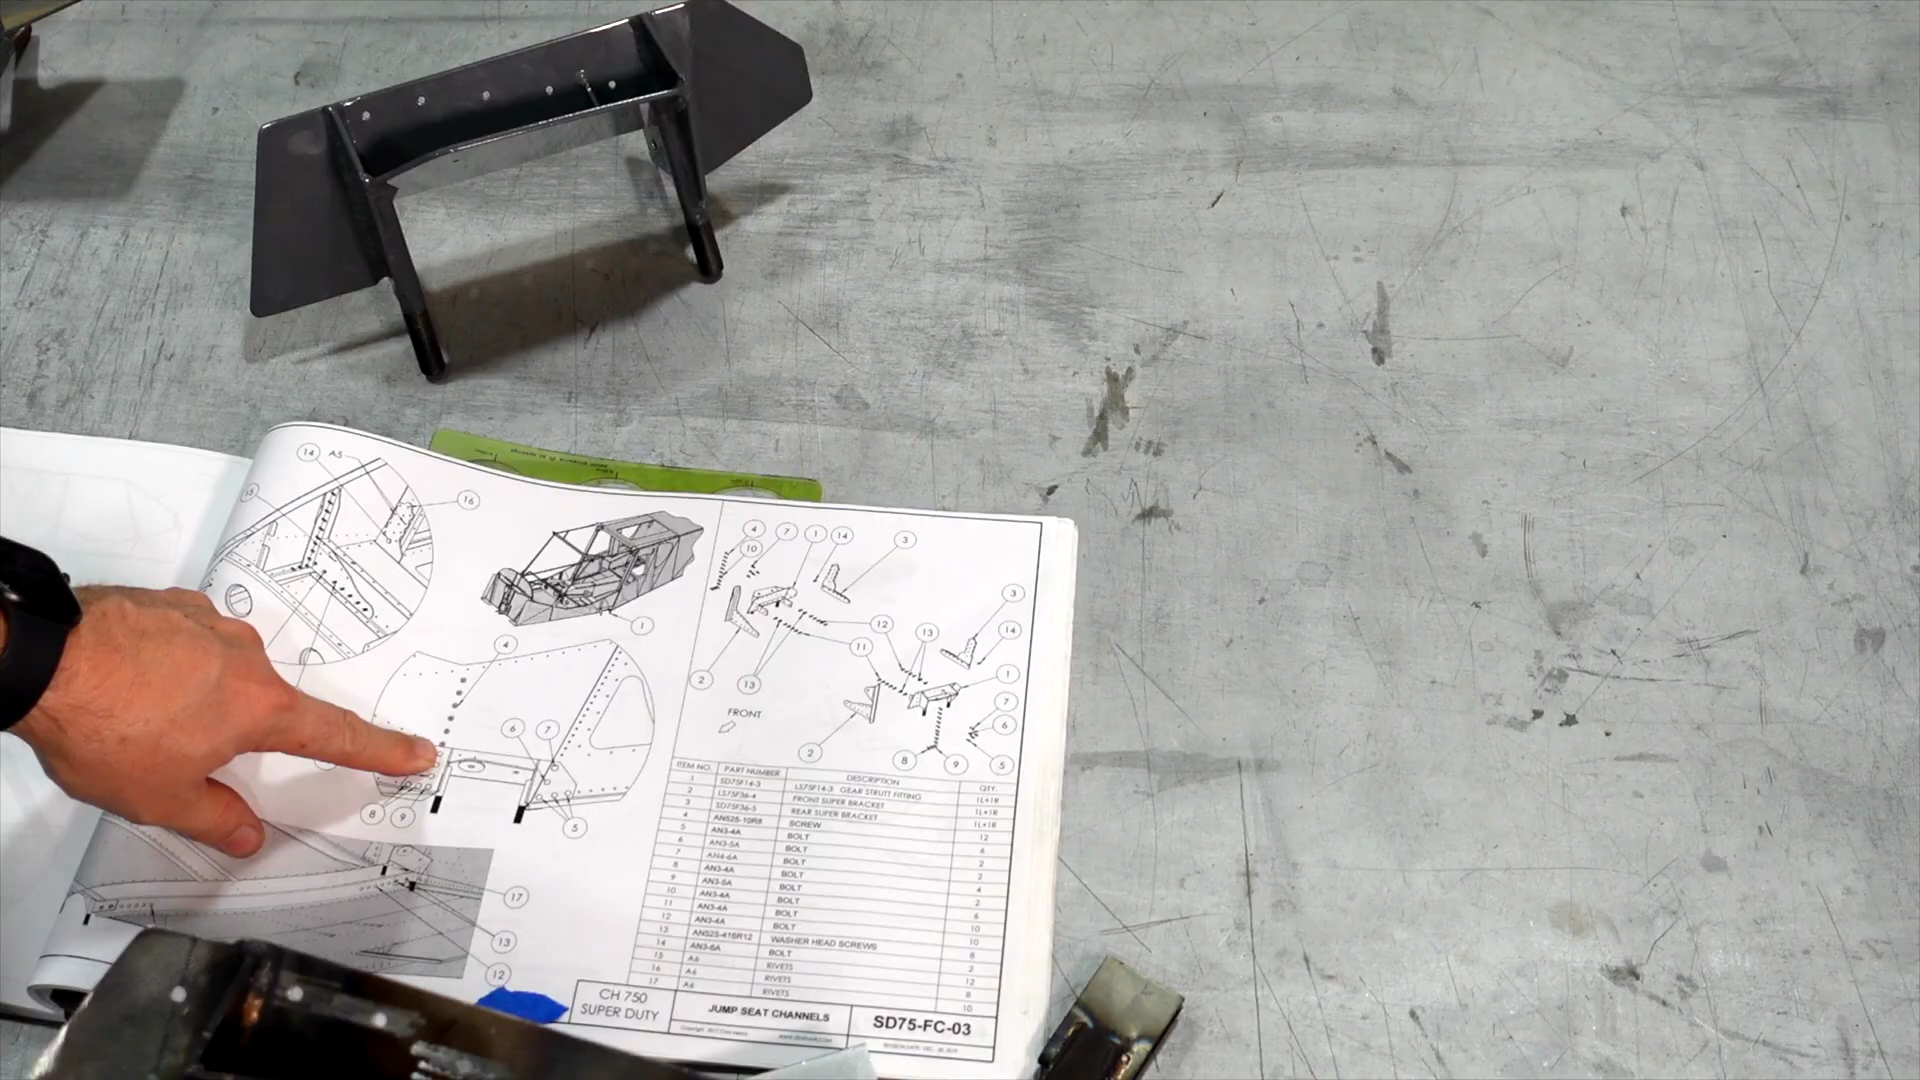 14
A5
16
15
1
4
6
7
8
9
5
17
13
12
4
7
1
14
10
3
3
12
13
14
11
1
2
13
7
6
2
8
9
5
FRONT
ITEM NO. PART NUMBER DESCRIPTION QTY.
1 SD75F14-3 LS75F14-3 GEAR STRUTT FITTING 1L+1R
2 LS75F36-4 FRONT SUPER BRACKET 1L+1R
3 SD75F36-5 REAR SUPER BRACKET 1L+1R
4 AN525-10R8 SCREW 12
5 AN3-4A BOLT 6
6 AN3-5A BOLT 2
7 AN4-6A BOLT 2
8 AN3-4A BOLT 4
9 AN3-5A BOLT 2
10 AN3-4A BOLT 6
11 AN3-4A BOLT 10
12 AN3-4A BOLT 10
13 AN525-416R12 WASHER HEAD SCREWS 8
14 AN3-6A BOLT 2
15 A6 RIVETS 12
16 A6 RIVETS 8
17 A6 RIVETS 10
CH 750
SUPER DUTY
JUMP SEAT CHANNELS
SD75-FC-03